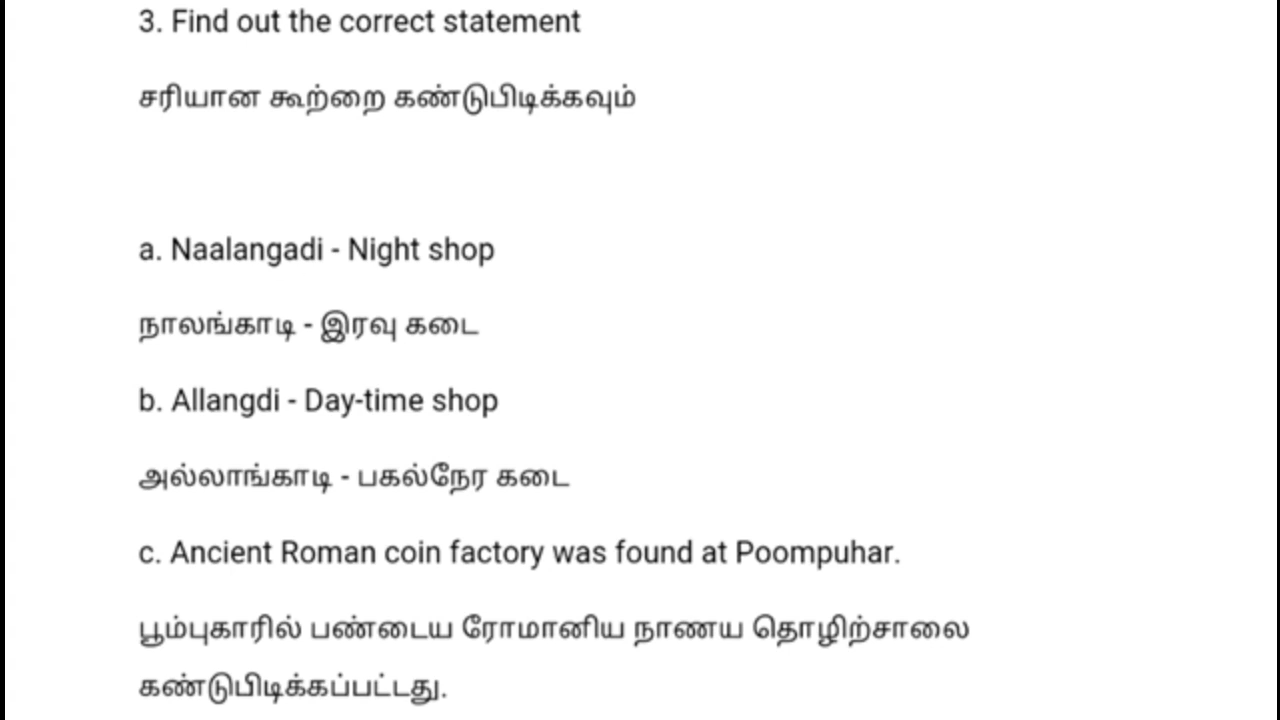 3. Find out the correct statement
சரியான கூற்றை கண்டுபிடிக்கவும்
a. Naalangadi - Night shop
நாலங்காடி - இரவு கடை
b. Allangdi - Day-time shop
அல்லாங்காடி - பகல்நேர கடை
c. Ancient Roman coin factory was found at Poompuhar.
பூம்புகாரில் பண்டைய ரோமானிய நாணய தொழிற்சாலை
கண்டுபிடிக்கப்பட்டது.